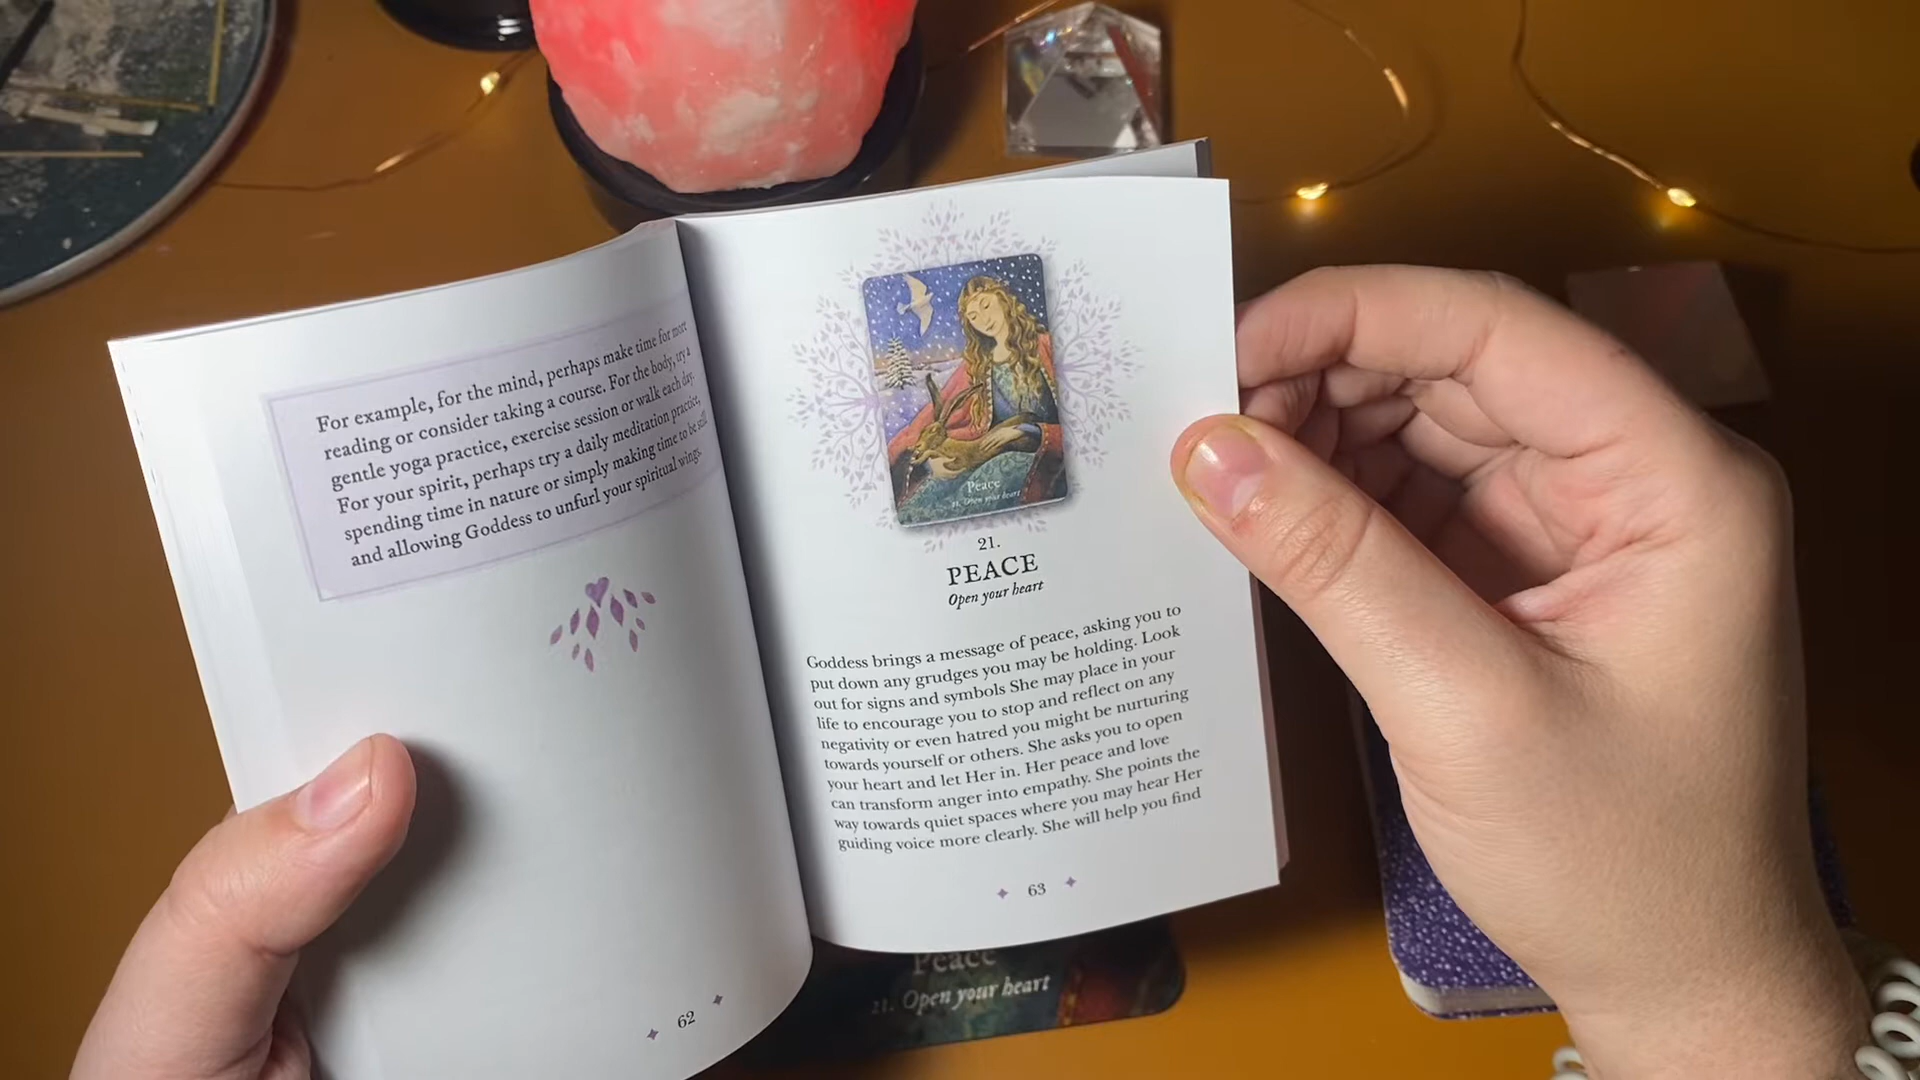 For example, for the mind, perhaps make time for more
reading or consider taking a course. For the body, try a
gentle yoga practice, exercise session or walk each day.
For your spirit, perhaps try a daily meditation practice,
spending time in nature or simply making time to be still
and allowing Goddess to unfurl your spiritual wings.
62
Peace
21. Open your heart
21.
PEACE
Open your heart
Goddess brings a message of peace, asking you to
put down any grudges you may be holding. Look
out for signs and symbols She may place in your
life to encourage you to stop and reflect on any
negativity or even hatred you might be nurturing
towards yourself or others. She asks you to open
your heart and let Her in. Her peace and love
can transform anger into empathy. She points the
way towards quiet spaces where you may hear Her
guiding voice more clearly. She will help you find
63
Peace
21. Open your heart